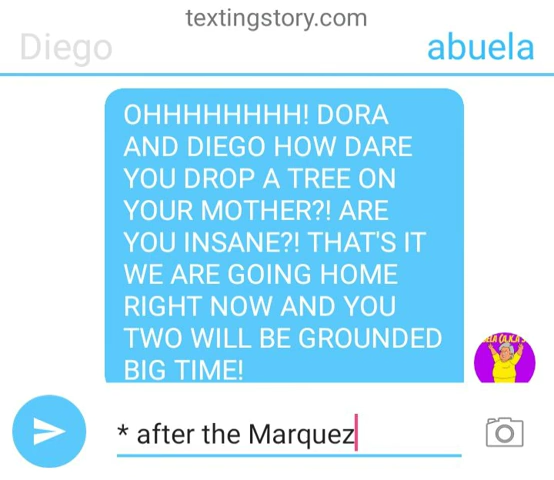 textingstory.com
Diego
abuela
OHHHHHHHH! DORA
AND DIEGO HOW DARE
YOU DROP A TREE ON
YOUR MOTHER?! ARE
YOU INSANE?! THAT'S IT
WE ARE GOING HOME
RIGHT NOW AND YOU
TWO WILL BE GROUNDED
BIG TIME!
* after the Marquez